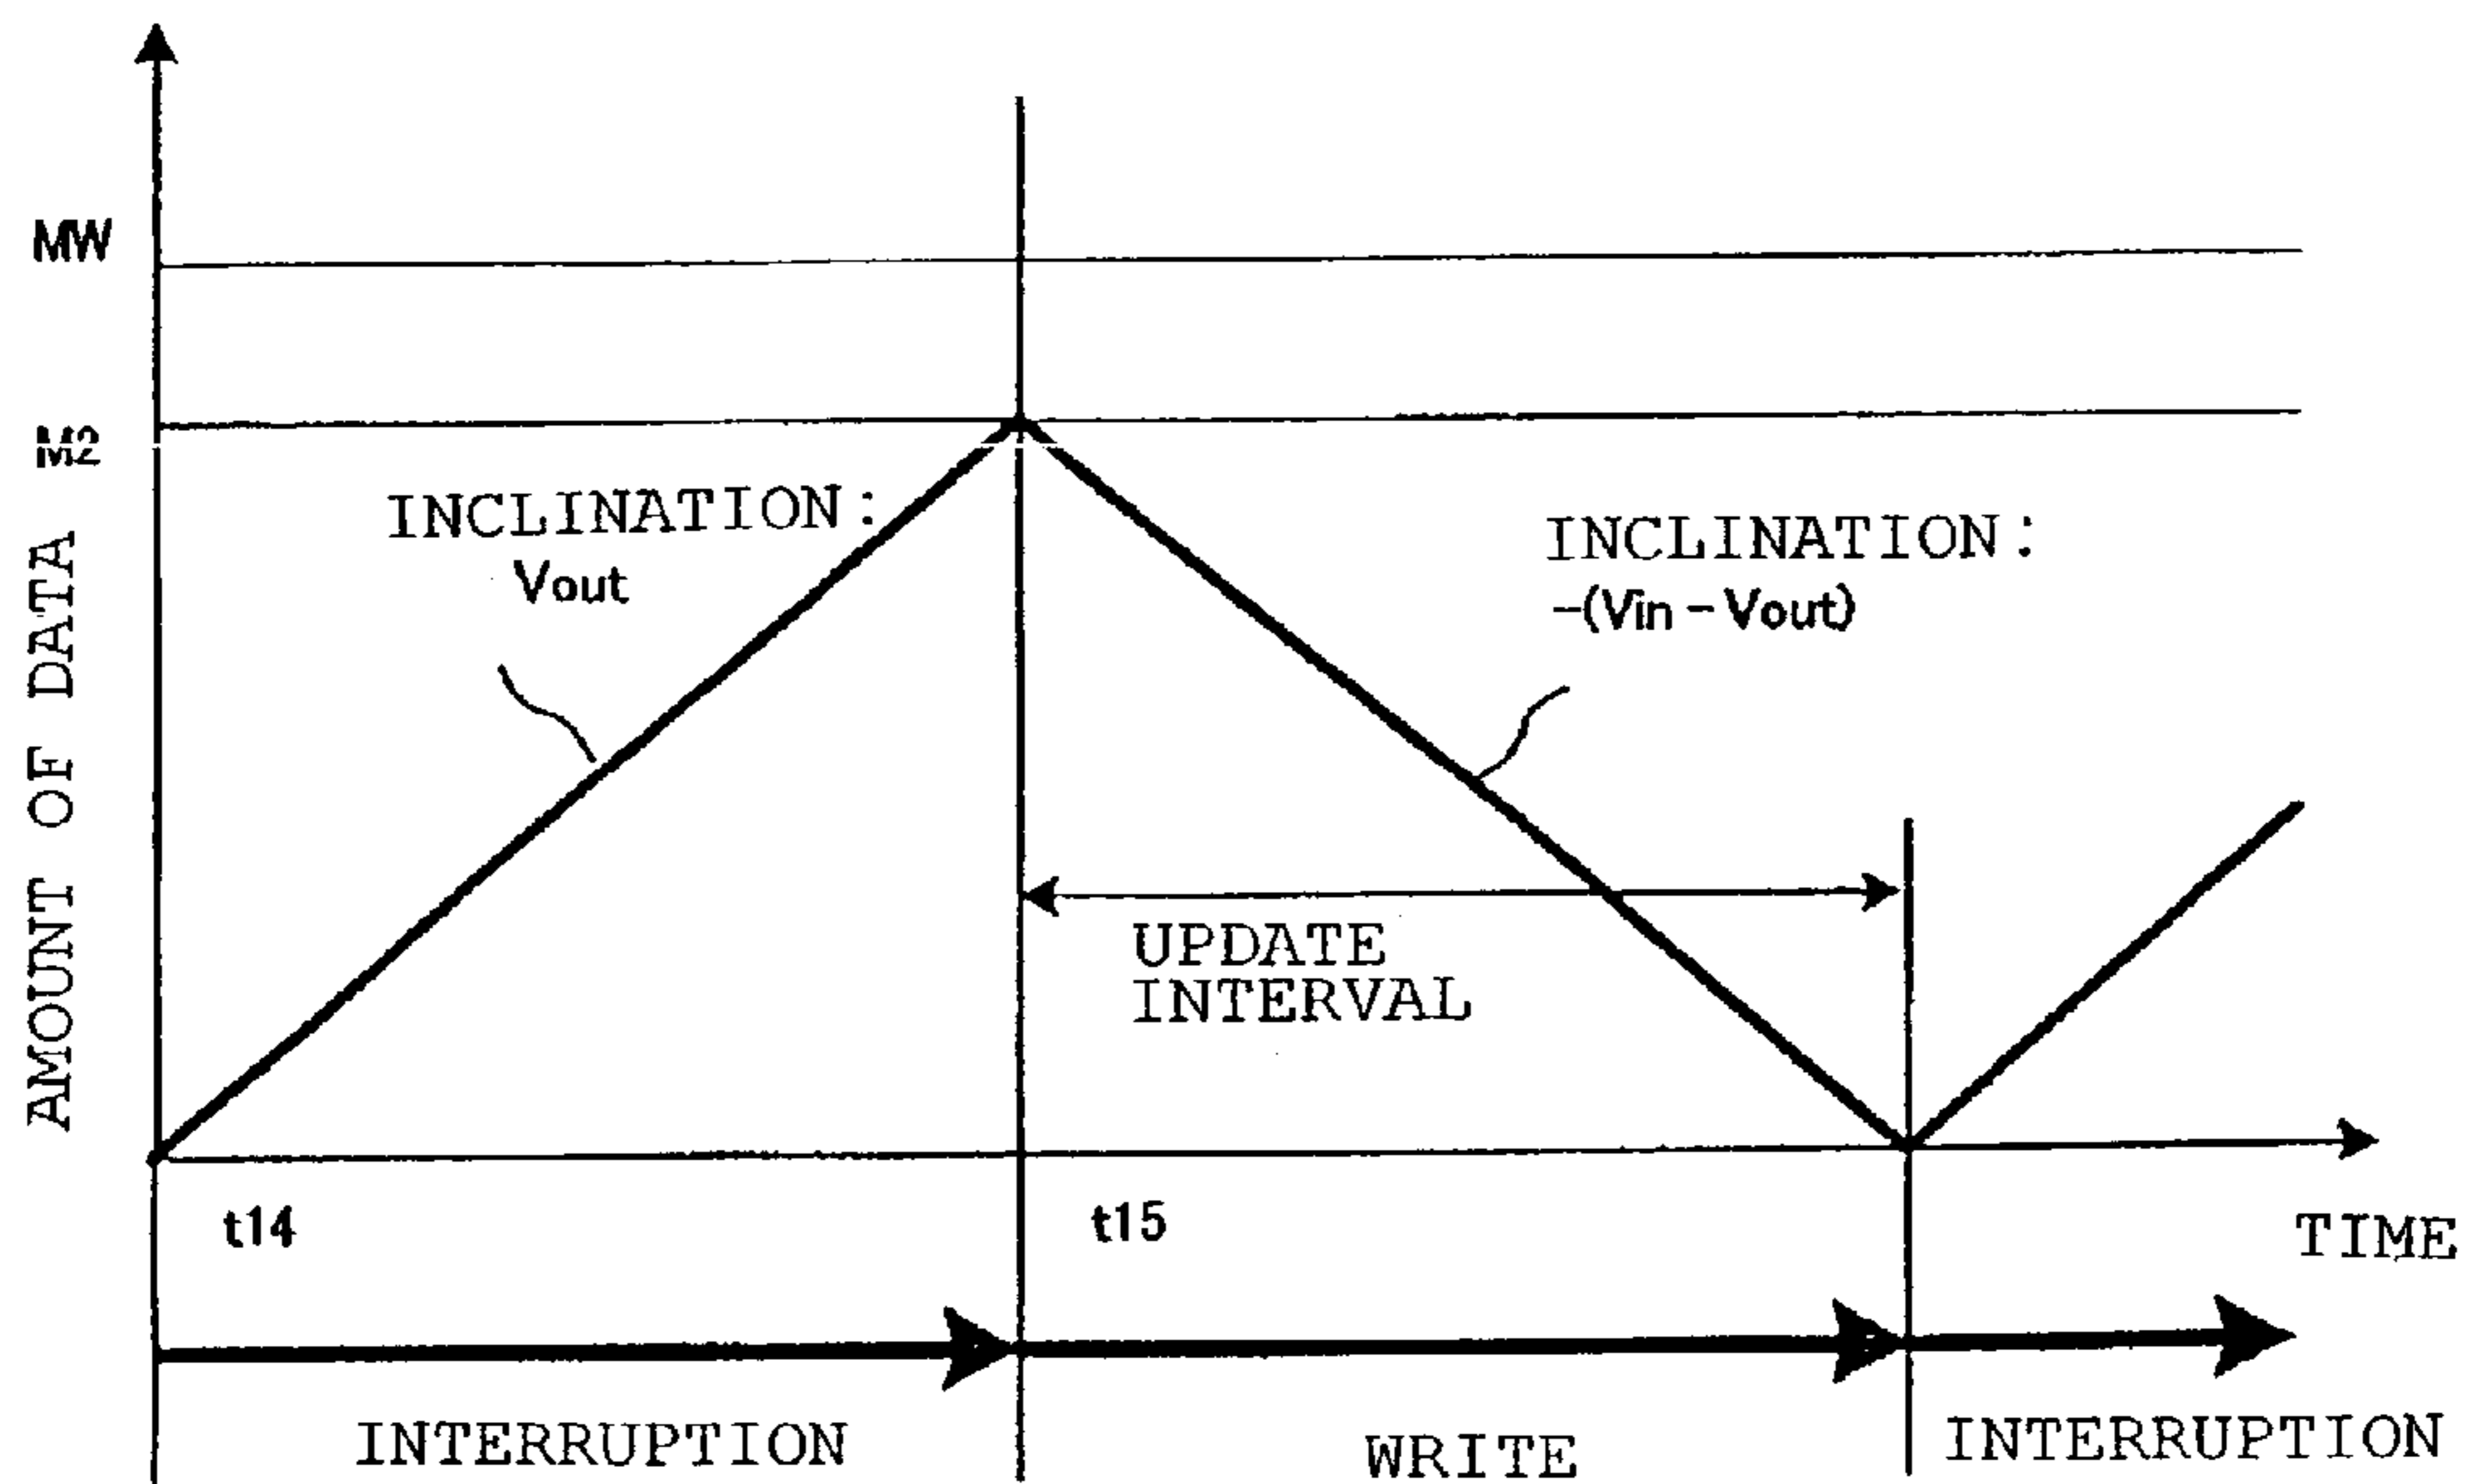 MW
M2
AMOUNT OF DATA
INCLINATION:
Vout
INCLINATION:
-(Vin - Vout)
UPDATE
INTERVAL
t14
t15
TIME
INTERRUPTION
WRITE
INTERRUPTION